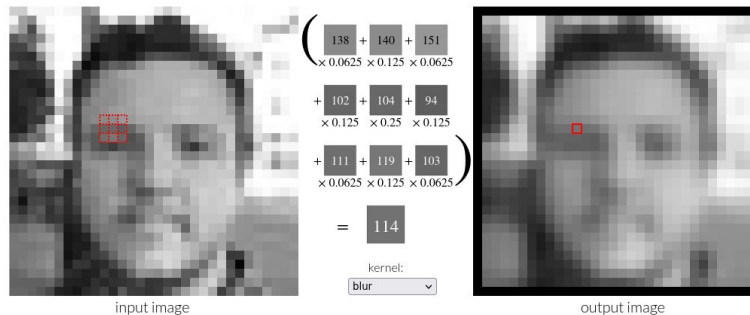 138 + 140 + 151
× 0.0625 × 0.125 × 0.0625
+ 102 + 104 + 94
× 0.125 × 0.25 × 0.125
+ 111 + 119 + 103
× 0.0625 × 0.125 × 0.0625
= 114
kernel:
blur
input image
output image